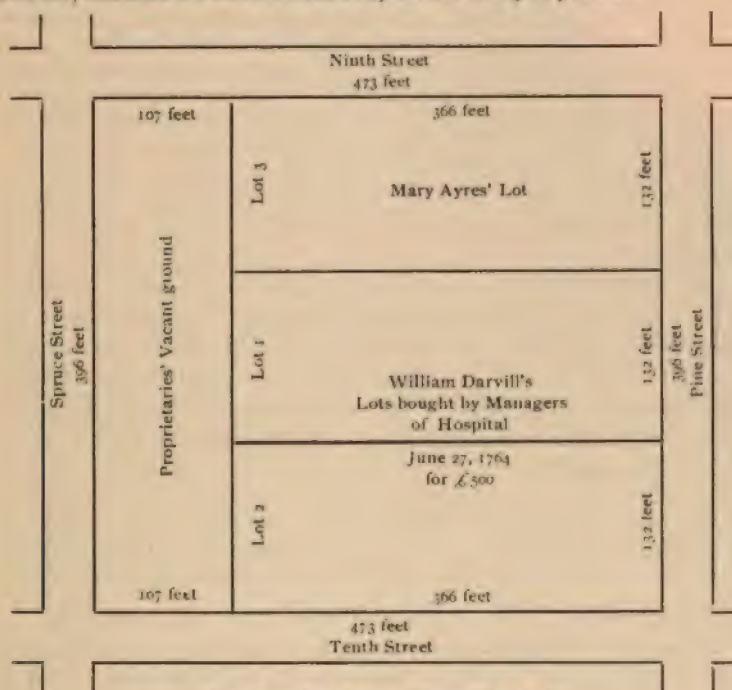 Ninth Street
473 feet
107 feet
366 feet
Lot 3
Mary Ayres' Lot
132 feet
Spruce Street
396 feet
Proprietaries' Vacant ground
Lot 1
William Darvill's
Lots bought by Managers
of Hospital
132 feet
396 feet
Pine Street
June 27, 1764
for £500
Lot 2
132 feet
107 feet
366 feet
473 feet
Tenth Street